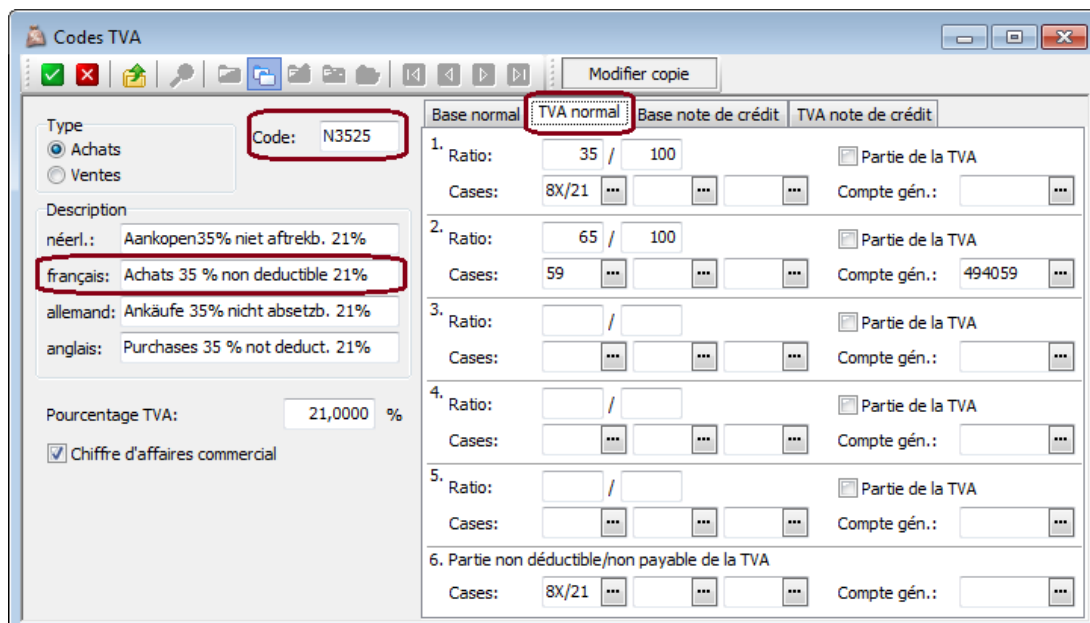 Codes TVA
Modifier copie
Type
Achats
Ventes
Code: N3525
Description
néerl.: Aankopen35% niet aftrekb. 21%
français: Achats 35 % non deductible 21%
allemand: Ankäufe 35% nicht absetzb. 21%
anglais: Purchases 35 % not deduct. 21%
Pourcentage TVA: 21,0000 %
Chiffre d'affaires commercial
Base normal TVA normal Base note de crédit TVA note de crédit
1. Ratio: 35 / 100 Partie de la TVA
Cases: 8X/21 ... ... ... Compte gén.: ...
2. Ratio: 65 / 100 Partie de la TVA
Cases: 59 ... ... ... Compte gén.: 494059 ...
3. Ratio: / Partie de la TVA
Cases: ... ... ... Compte gén.: ...
4. Ratio: / Partie de la TVA
Cases: ... ... ... Compte gén.: ...
5. Ratio: / Partie de la TVA
Cases: ... ... ... Compte gén.: ...
6. Partie non déductible/non payable de la TVA
Cases: 8X/21 ... ... ... Compte gén.: ...